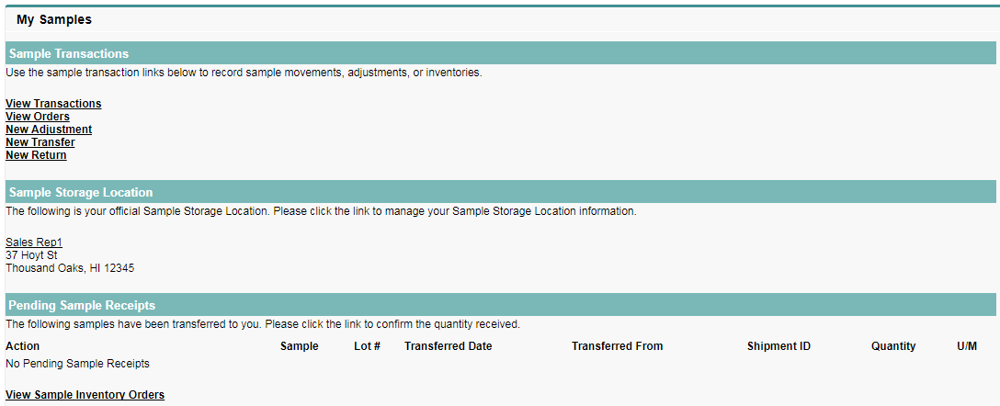 My Samples
Sample Transactions
Use the sample transaction links below to record sample movements, adjustments, or inventories.
View Transactions
View Orders
New Adjustment
New Transfer
New Return
Sample Storage Location
The following is your official Sample Storage Location. Please click the link to manage your Sample Storage Location information.
Sales Rep1
37 Hoyt St
Thousand Oaks, HI 12345
Pending Sample Receipts
The following samples have been transferred to you. Please click the link to confirm the quantity received.
Action Sample Lot # Transferred Date Transferred From Shipment ID Quantity U/M
No Pending Sample Receipts
View Sample Inventory Orders